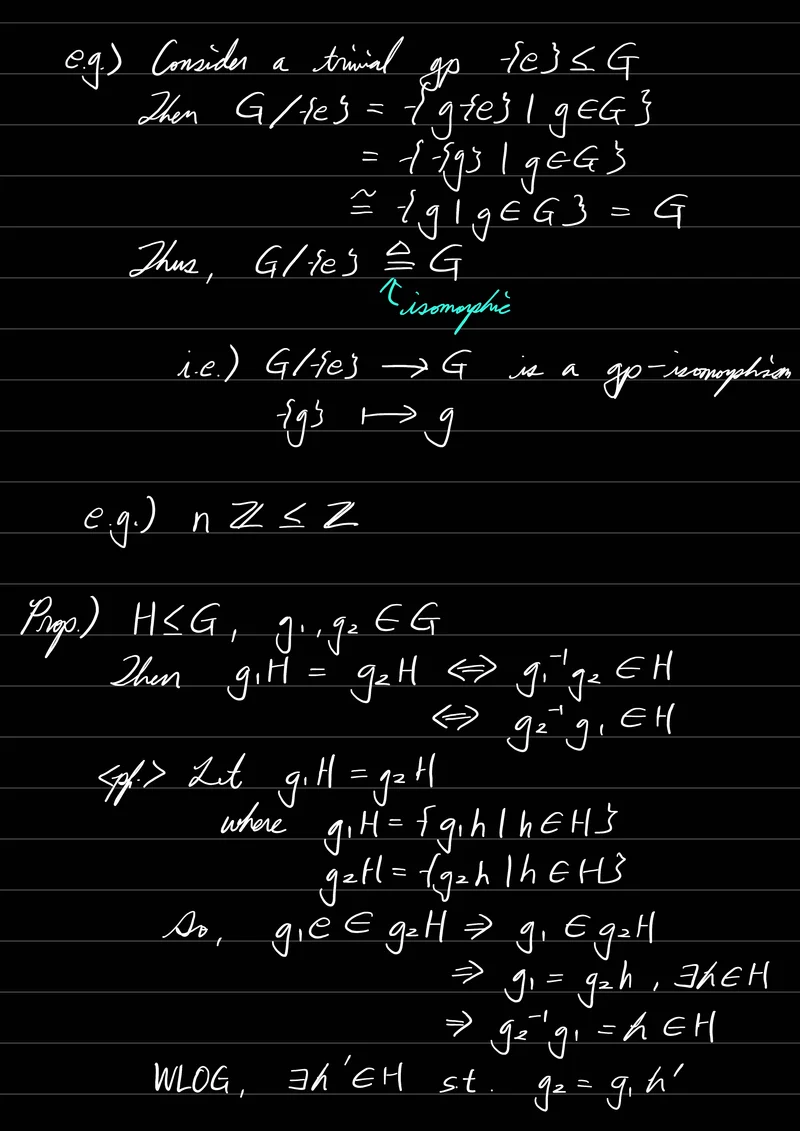 e.g.) Consider a trivial gp {e} ≤ G
Then G/{e} = { g{e} | g∈G }
= { {g} | g∈G }
≅ { g | g∈G } = G
Thus, G/{e} ≙ G
↑ isomorphic
i.e.) G/{e} ⟶ G is a gp-isomorphism
{g} ⟼ g
e.g.) nℤ ≤ ℤ
Prop.) H≤G, g₁, g₂ ∈ G
Then g₁H = g₂H ⇔ g₁⁻¹g₂ ∈ H
⇔ g₂⁻¹g₁ ∈ H
<pf.> Let g₁H = g₂H
where g₁H = {g₁h | h∈H}
g₂H = {g₂h | h∈H}
So, g₁e ∈ g₂H ⇒ g₁ ∈ g₂H
⇒ g₁ = g₂h, ∃h∈H
⇒ g₂⁻¹g₁ = h ∈ H
WLOG, ∃h'∈H s.t. g₂ = g₁h'